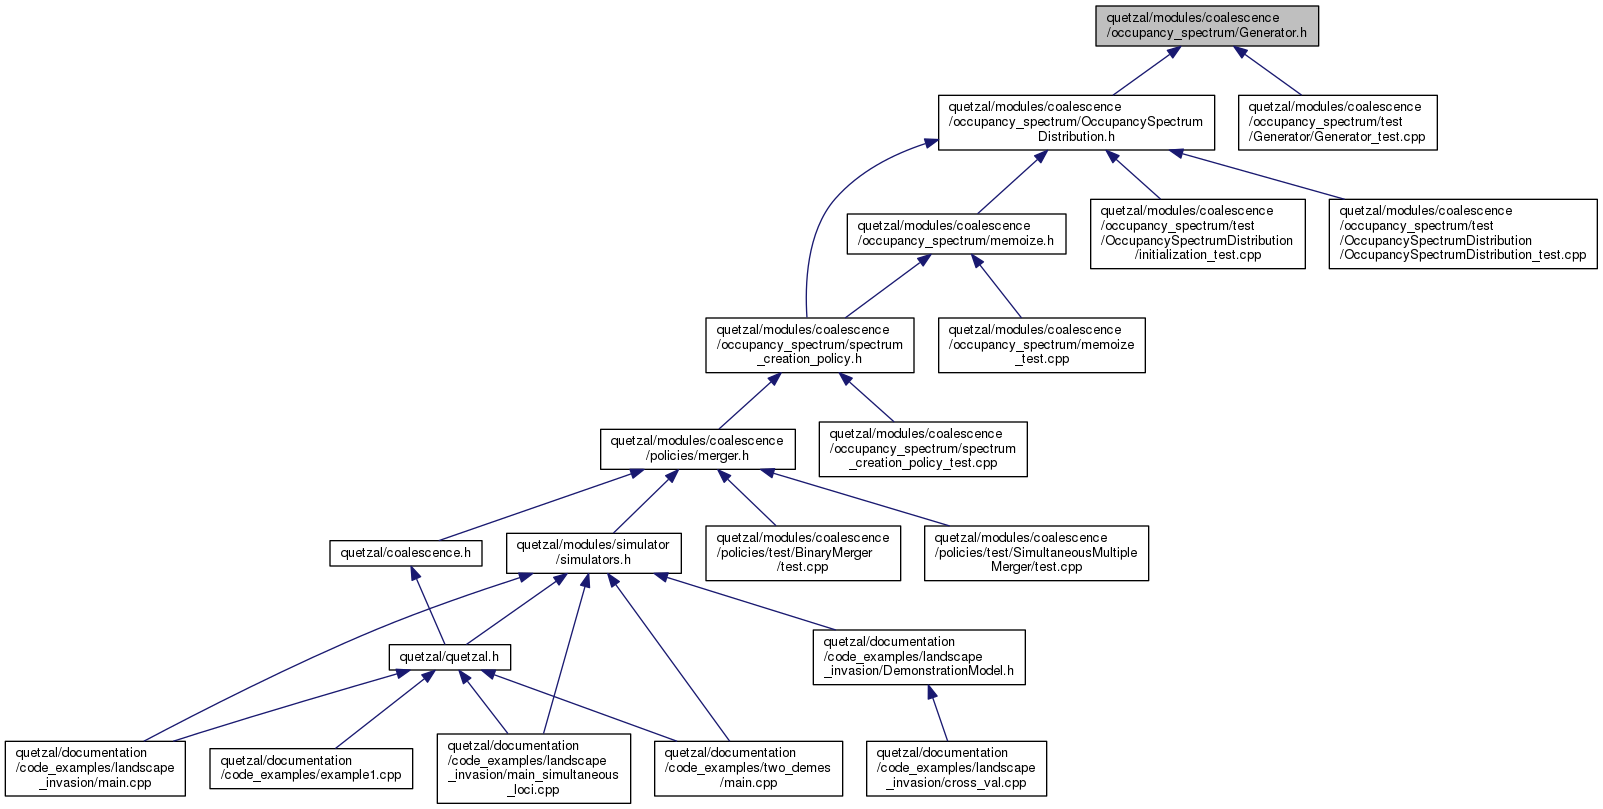 quetzal/modules/coalescence
/occupancy_spectrum/Generator.h
quetzal/modules/coalescence
/occupancy_spectrum/OccupancySpectrum
Distribution.h
quetzal/modules/coalescence
/occupancy_spectrum/test
/Generator/Generator_test.cpp
quetzal/modules/coalescence
/occupancy_spectrum/memoize.h
quetzal/modules/coalescence
/occupancy_spectrum/test
/OccupancySpectrumDistribution
/initialization_test.cpp
quetzal/modules/coalescence
/occupancy_spectrum/test
/OccupancySpectrumDistribution
/OccupancySpectrumDistribution_test.cpp
quetzal/modules/coalescence
/occupancy_spectrum/spectrum
_creation_policy.h
quetzal/modules/coalescence
/occupancy_spectrum/memoize
_test.cpp
quetzal/modules/coalescence
/policies/merger.h
quetzal/modules/coalescence
/occupancy_spectrum/spectrum
_creation_policy_test.cpp
quetzal/coalescence.h
quetzal/modules/simulator
/simulators.h
quetzal/modules/coalescence
/policies/test/BinaryMerger
/test.cpp
quetzal/modules/coalescence
/policies/test/SimultaneousMultiple
Merger/test.cpp
quetzal/quetzal.h
quetzal/documentation
/code_examples/landscape
_invasion/DemonstrationModel.h
quetzal/documentation
/code_examples/landscape
_invasion/main.cpp
quetzal/documentation
/code_examples/example1.cpp
quetzal/documentation
/code_examples/landscape
_invasion/main_simultaneous
_loci.cpp
quetzal/documentation
/code_examples/two_demes
/main.cpp
quetzal/documentation
/code_examples/landscape
_invasion/cross_val.cpp